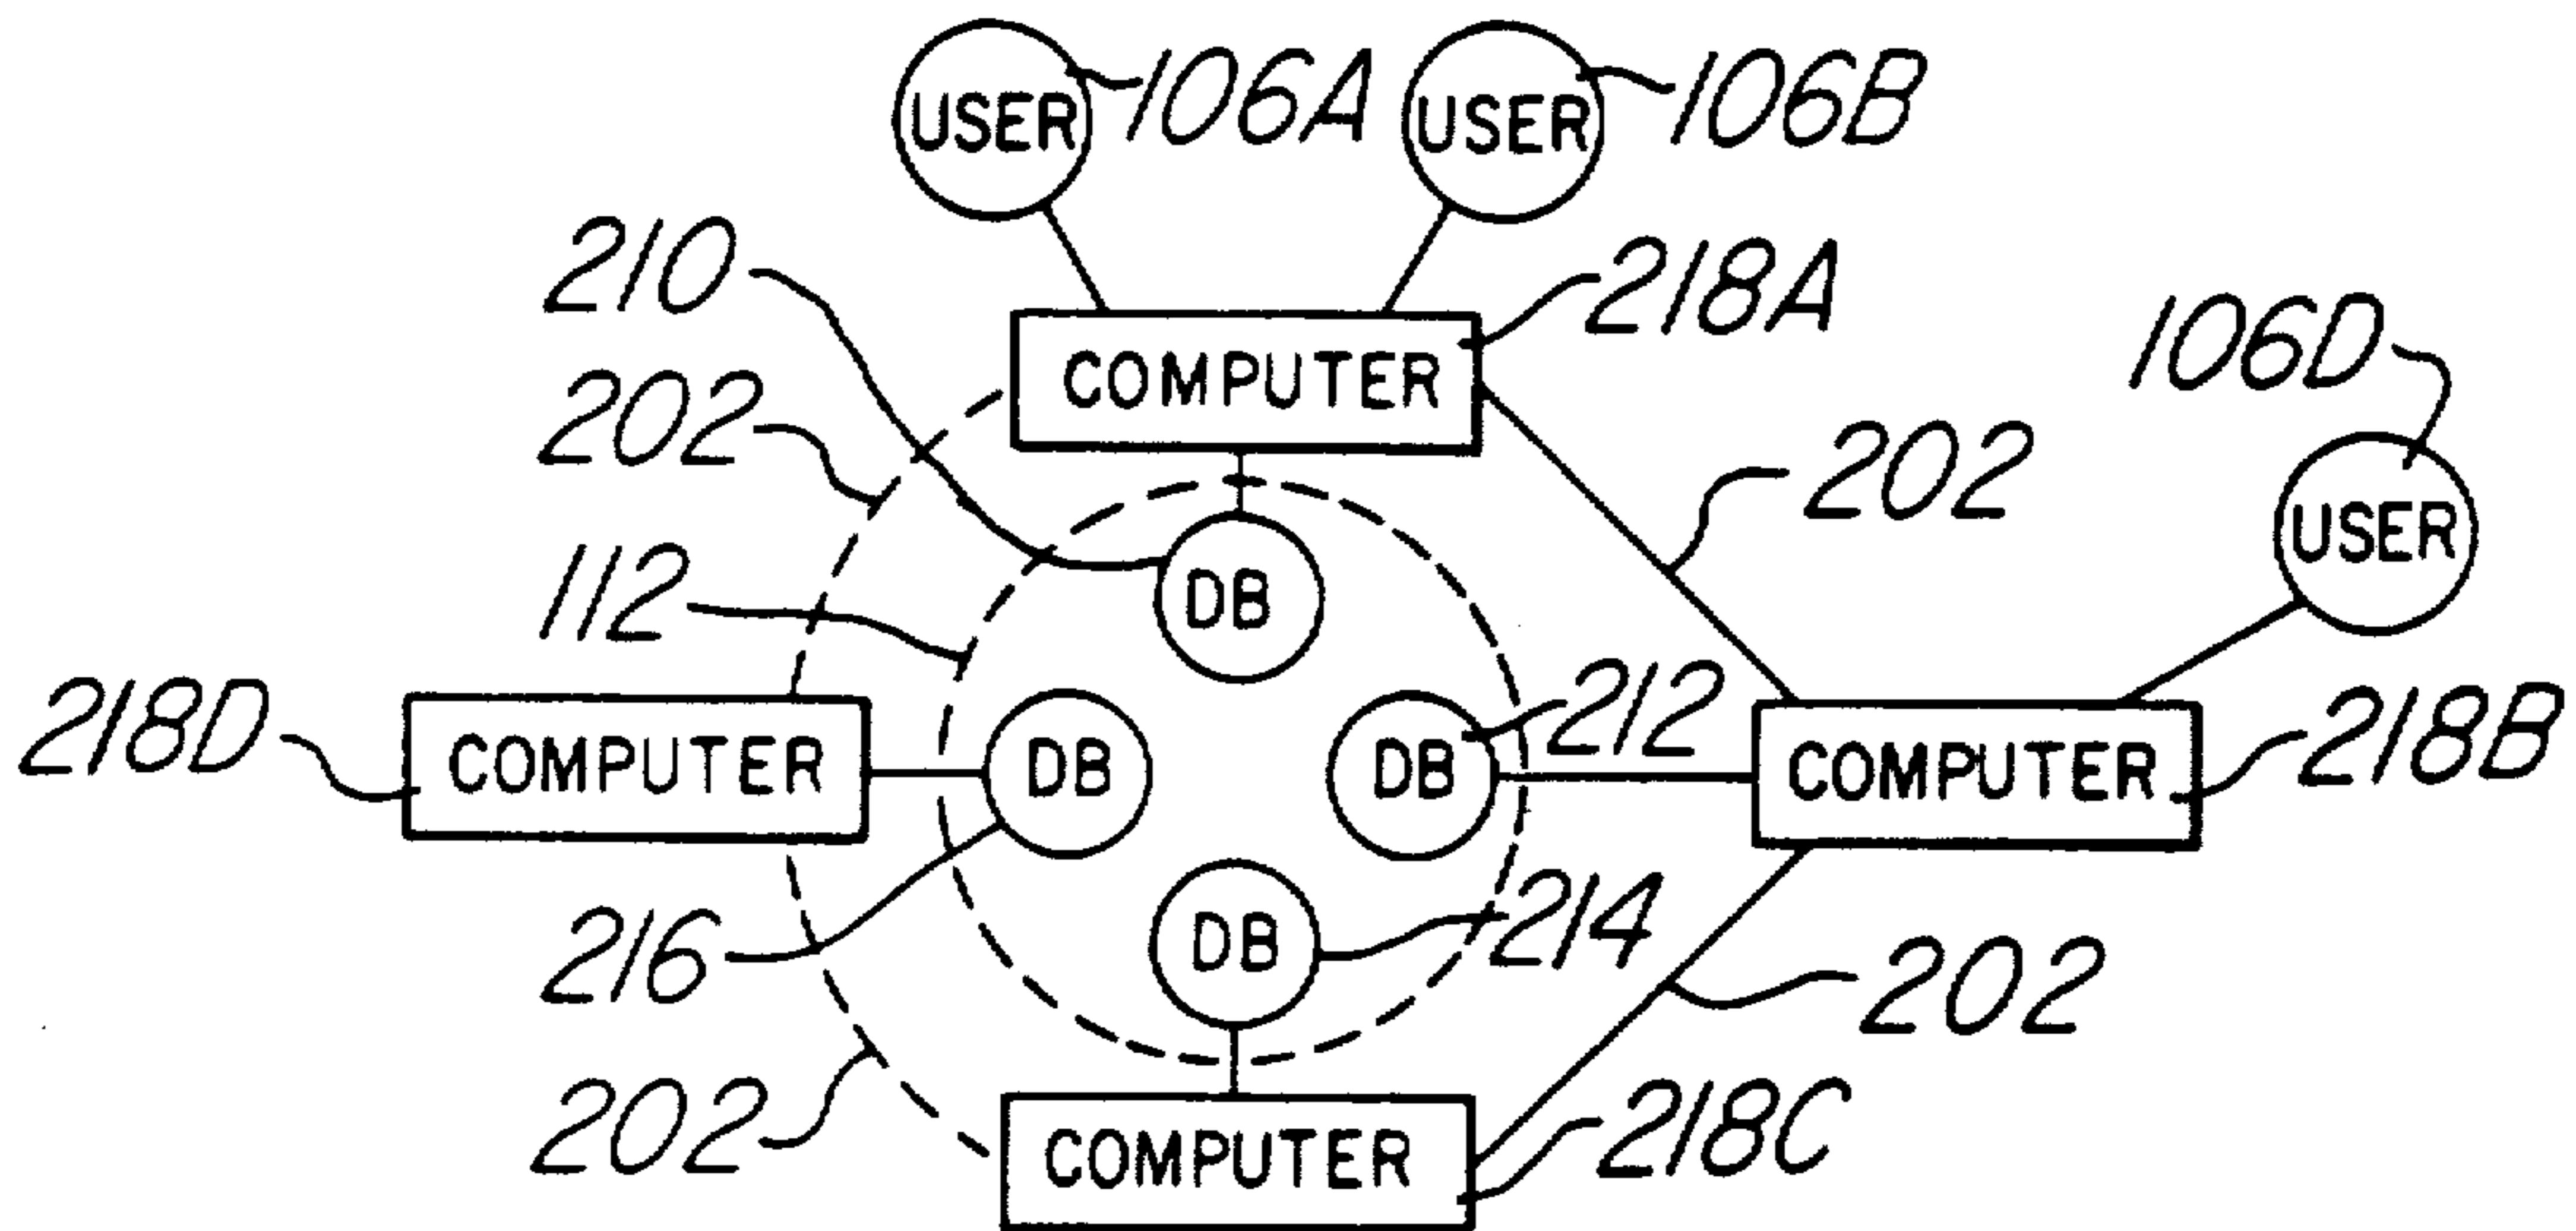 USER 106A USER 106B
210
218A
202 COMPUTER 106D
202
USER
112 DB
212
218D COMPUTER DB DB COMPUTER 218B
216 DB 214
202
202 COMPUTER 218C